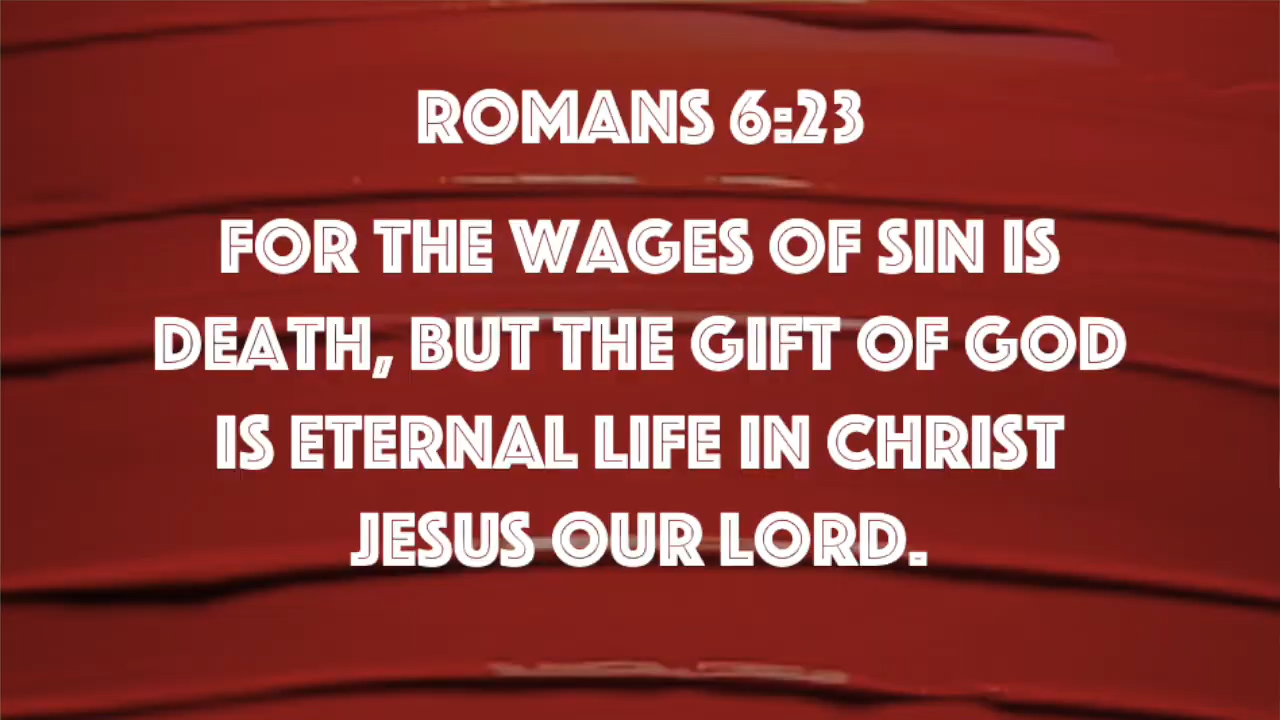 ROMANS 6:23
FOR THE WAGES OF SIN IS
DEATH, BUT THE GIFT OF GOD
IS ETERNAL LIFE IN CHRIST
JESUS OUR LORD.